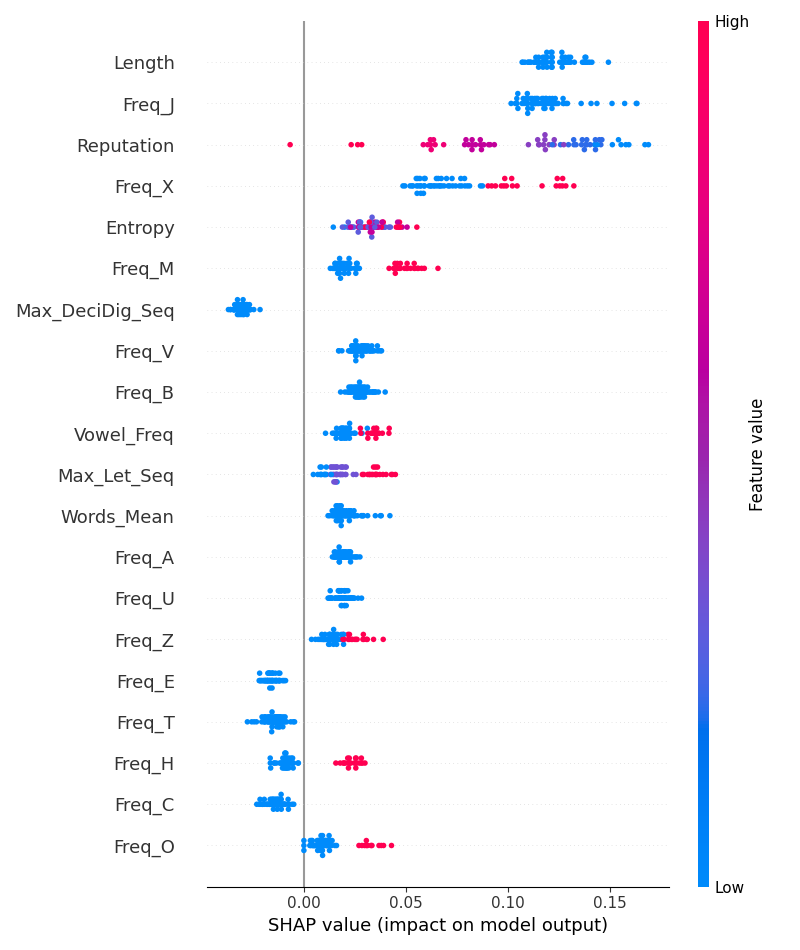 High
Length
Freq_J
Reputation
Freq_X
Entropy
Freq_M
Max_DeciDig_Seq
Freq_V
Freq_B
Vowel_Freq
Max_Let_Seq
Words_Mean
Freq_A
Freq_U
Freq_Z
Freq_E
Freq_T
Freq_H
Freq_C
Freq_O
Feature value
Low
0.00 0.05 0.10 0.15
SHAP value (impact on model output)